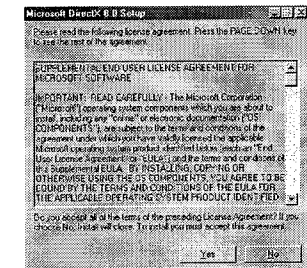 Microsoft DirectX 8.0 Setup
Please read the following license agreement. Press the PAGE DOWN key
to see the rest of the agreement.
SUPPLEMENTAL END USER LICENSE AGREEMENT FOR
MICROSOFT SOFTWARE
IMPORTANT: READ CAREFULLY - The Microsoft Corporation
("Microsoft") operating system components which you are about to
install, including any "online" or electronic documentation ("OS
COMPONENTS"), are subject to the terms and conditions of the
agreement under which you have validly licensed the applicable
Microsoft operating system product identified below (each an "End
User License Agreement" or "EULA") and the terms and conditions of
this Supplemental EULA. BY INSTALLING, COPYING OR
OTHERWISE USING THE OS COMPONENTS, YOU AGREE TO BE
BOUND BY THE TERMS AND CONDITIONS OF THE EULA FOR
THE APPLICABLE OPERATING SYSTEM PRODUCT IDENTIFIED
Do you accept all of the terms of the preceding License Agreement? If you
choose No, Install will close. To install you must accept this agreement.
Yes No